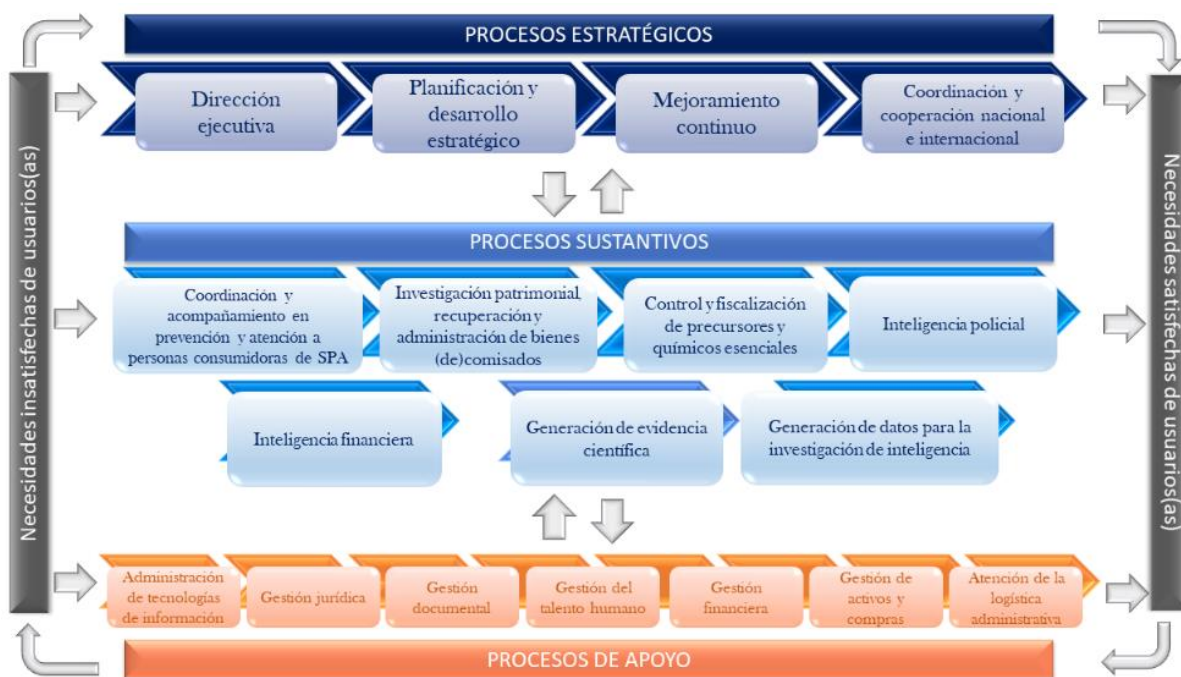 PROCESOS ESTRATÉGICOS
Dirección
ejecutiva
Planificación y
desarrollo
estratégico
Mejoramiento
continuo
Coordinación y
cooperación nacional
e internacional
Necesidades insatisfechas de usuarios(as)
Necesidades satisfechas de usuarios(as)
PROCESOS SUSTANTIVOS
Coordinación y
acompañamiento en
prevención y atención a
personas consumidoras de SPA
Investigación patrimonial,
recuperación y
administración de bienes
(de)comisados
Control y fiscalización
de precursores y
químicos esenciales
Inteligencia policial
Inteligencia financiera
Generación de evidencia
científica
Generación de datos para la
investigación de inteligencia
Administración
de tecnologías
de información
Gestión jurídica
Gestión
documental
Gestión del
talento humano
Gestión
financiera
Gestión de
activos y
compras
Atención de la
logística
administrativa
PROCESOS DE APOYO